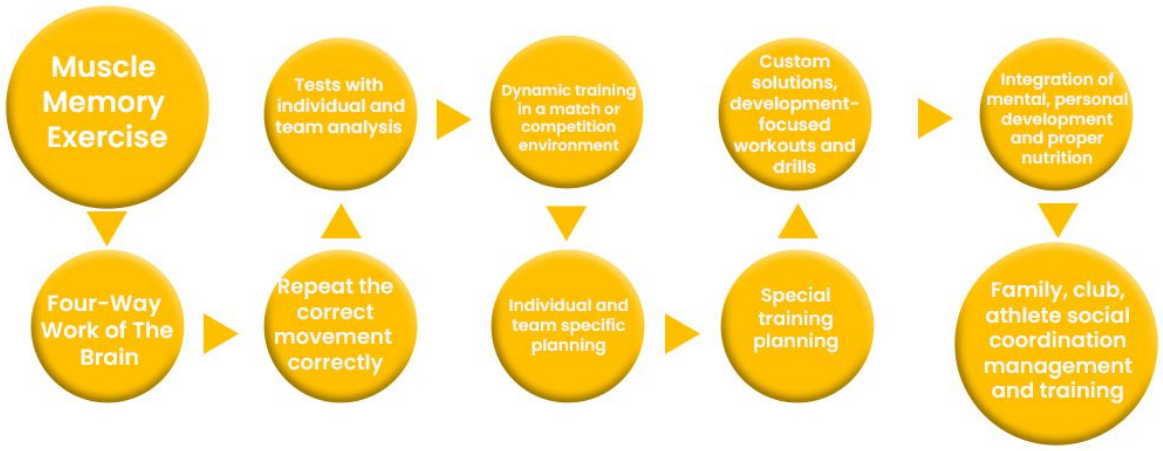 Muscle
Memory
Exercise
Four-Way
Work of The
Brain
Repeat the
correct
movement
correctly
Tests with
individual and
team analysis
Dynamic training
in a match or
competition
environment
Individual and
team specific
planning
Special
training
planning
Custom
solutions,
development-
focused
workouts and
drills
Integration of
mental, personal
development
and proper
nutrition
Family, club,
athlete social
coordination
management
and training